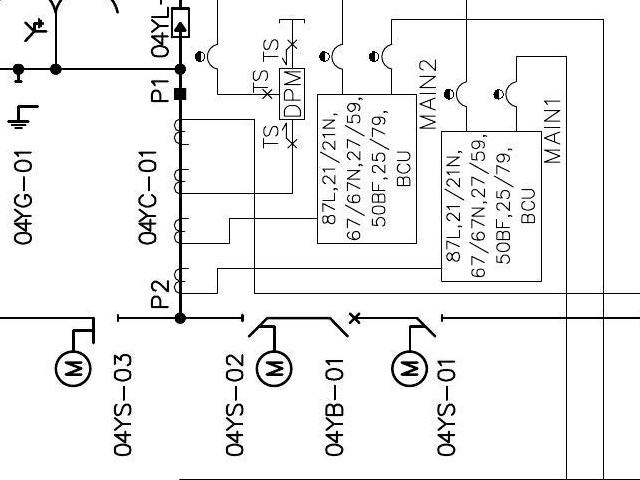 04YL-
P1
TS
TS
TS
DPM
MAIN2
87L,21/21N,
67/67N,27/59,
50BF,25/79,
BCU
MAIN1
87L,21/21N,
67/67N,27/59,
50BF,25/79,
BCU
04YG-01
04YC-01
P2
M
M
M
04YS-03
04YS-02
04YB-01
04YS-01